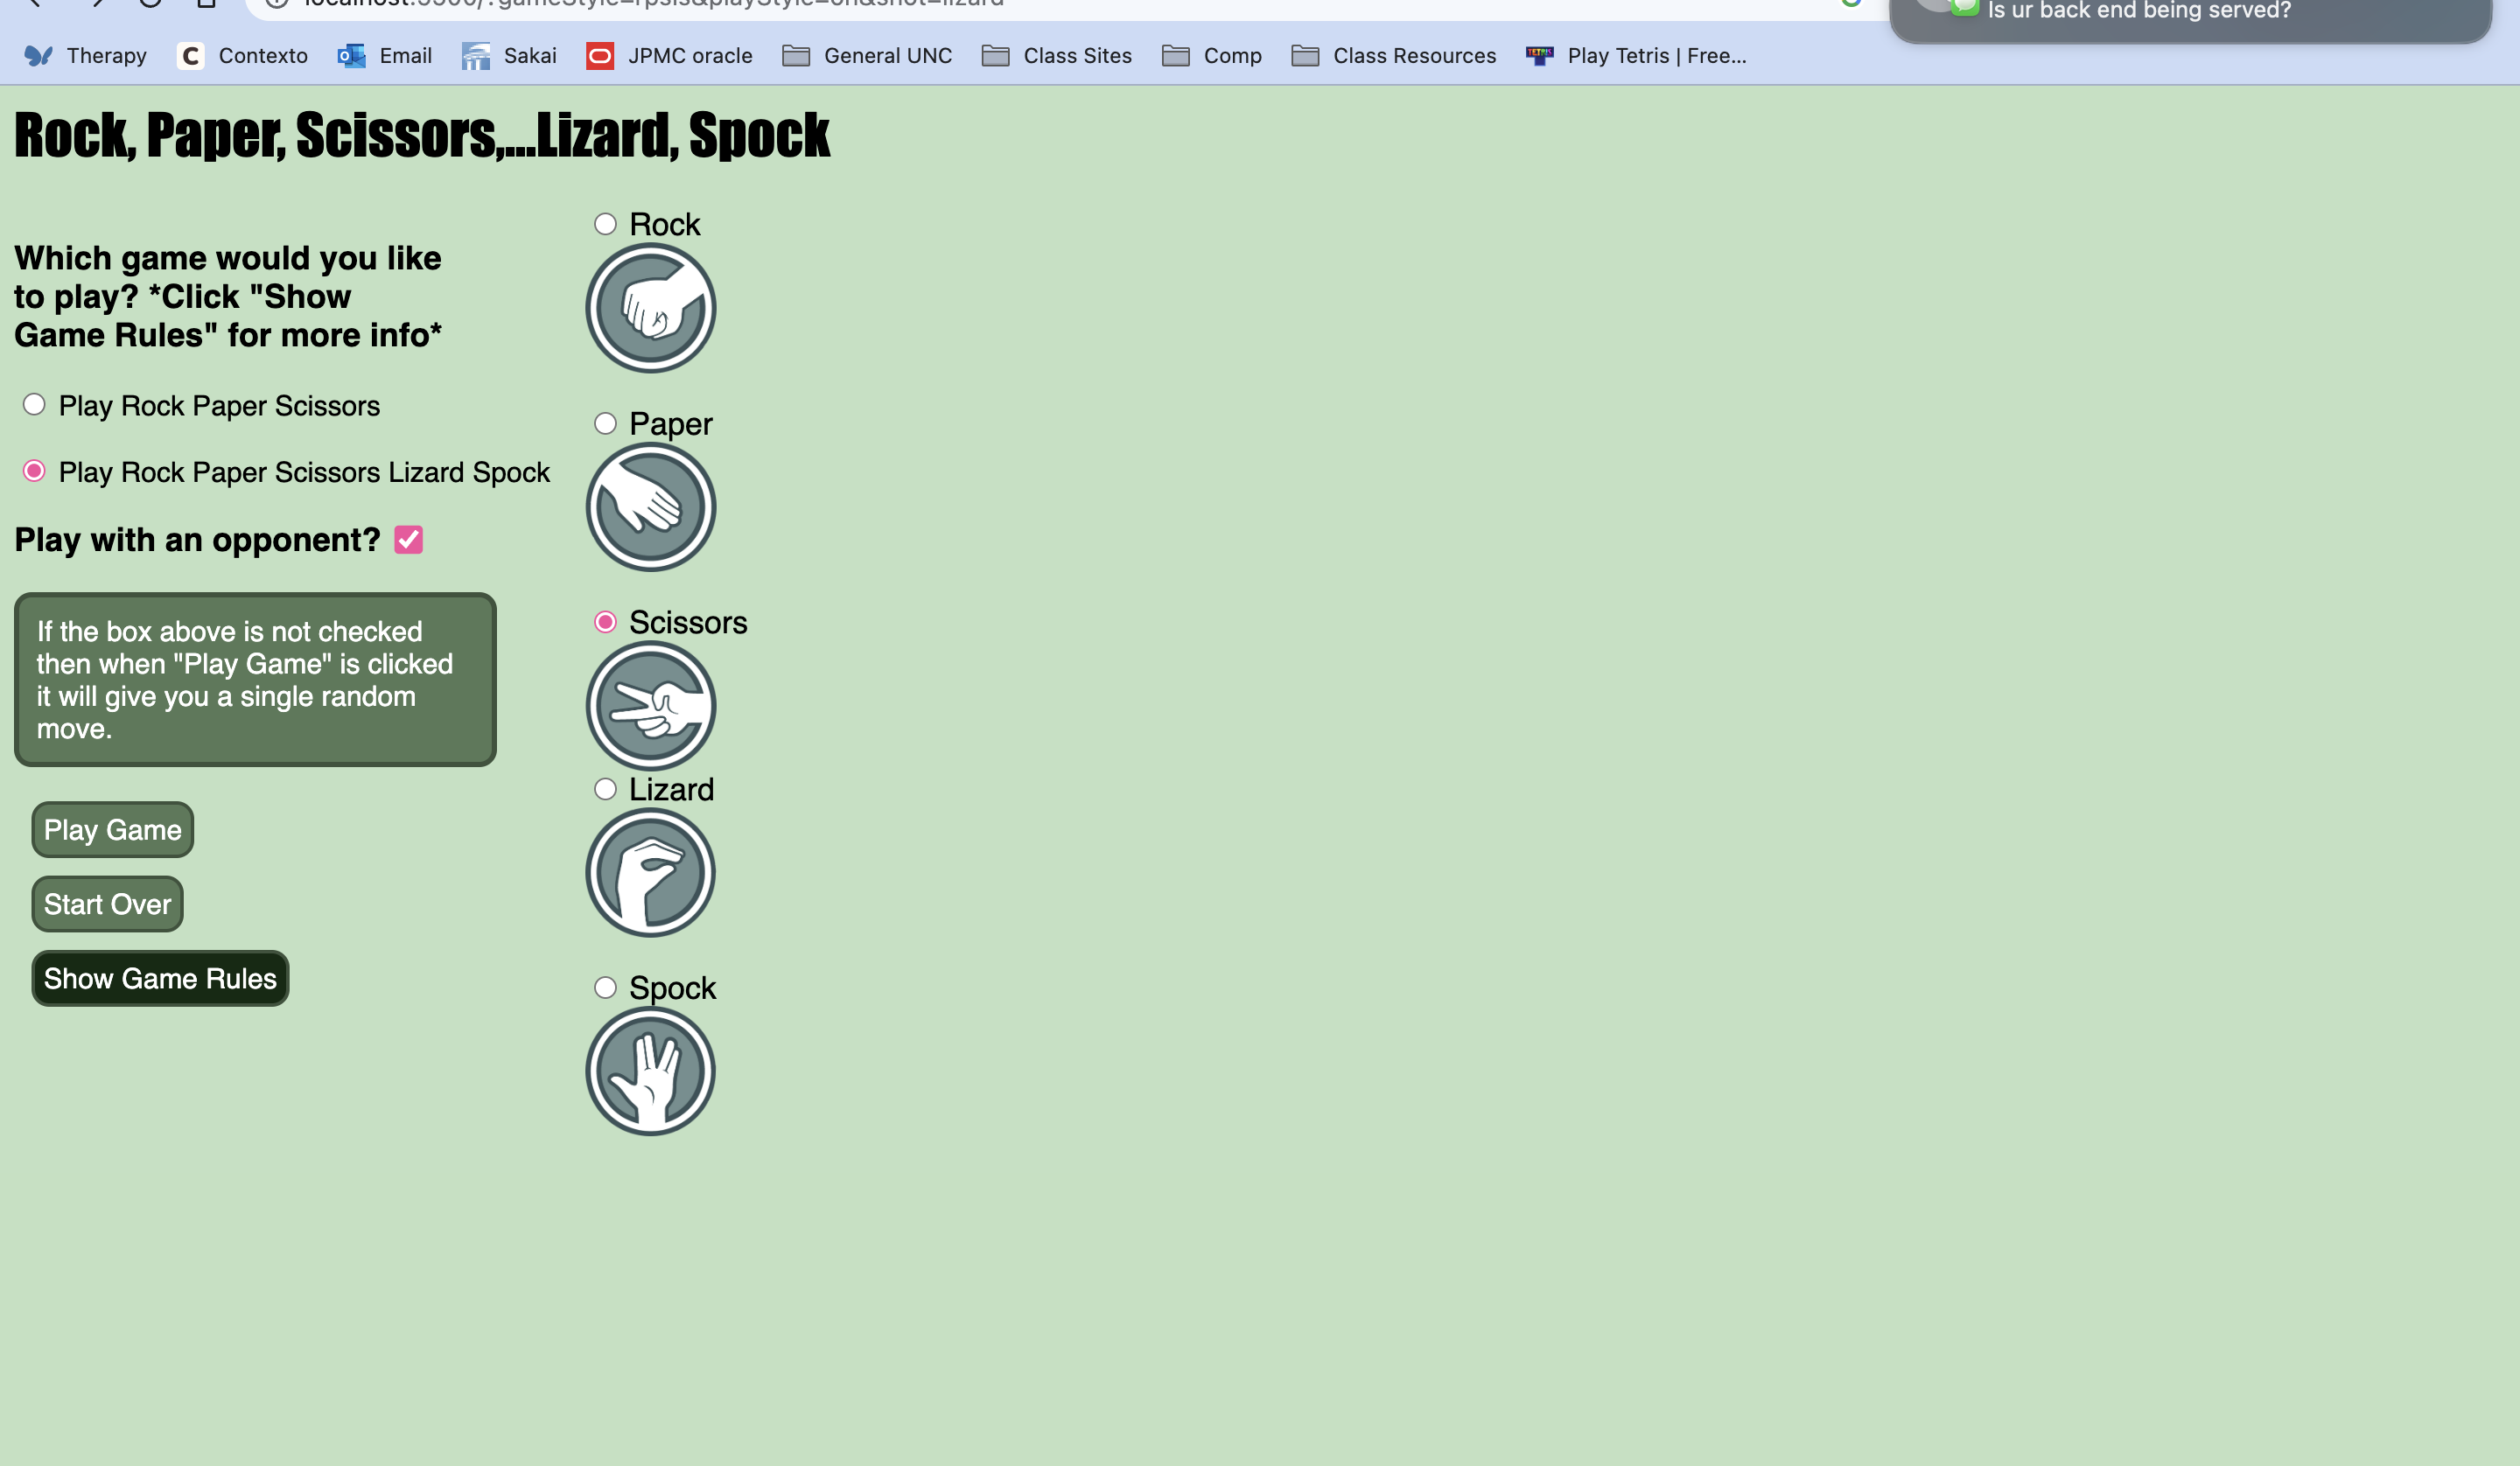 localhost:5500/?gameStyle=rpsls&playStyle=on&shot=lizard
Is ur back end being served?
Therapy
C Contexto
Email
Sakai
JPMC oracle
General UNC
Class Sites
Comp
Class Resources
TETRIS Play Tetris | Free...
Rock, Paper, Scissors,...Lizard, Spock
Which game would you like
to play? *Click "Show
Game Rules" for more info*
Play Rock Paper Scissors
Play Rock Paper Scissors Lizard Spock
Play with an opponent?
If the box above is not checked
then when "Play Game" is clicked
it will give you a single random
move.
Play Game
Start Over
Show Game Rules
Rock
Paper
Scissors
Lizard
Spock